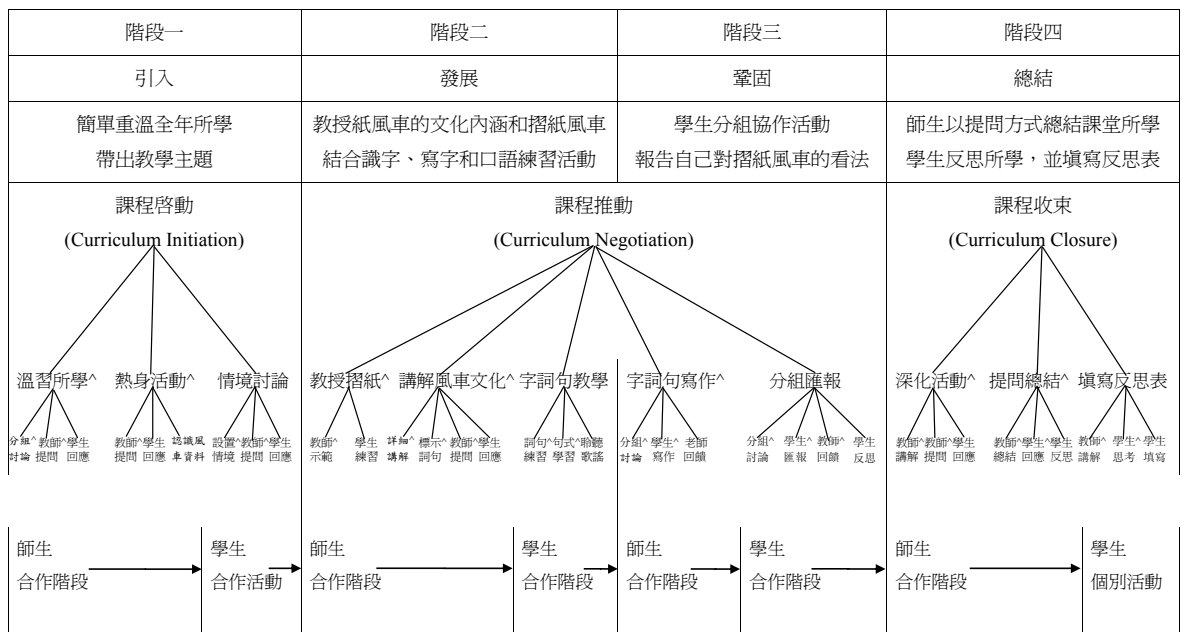 階段一 階段二 階段三 階段四
引入 發展 鞏固 總結
簡單重溫全年所學 教授紙風車的文化內涵和摺紙風車 學生分組協作活動 師生以提問方式總結課堂所學
帶出教學主題 結合識字、寫字和口語練習活動 報告自己對摺紙風車的看法 學生反思所學，並填寫反思表
課程啓動 課程推動 課程收束
(Curriculum Initiation) (Curriculum Negotiation) (Curriculum Closure)
溫習所學^ 熱身活動^ 情境討論 教授摺紙^ 講解風車文化^ 字詞句教學 字詞句寫作^ 分組匯報 深化活動^ 提問總結^ 填寫反思表
分組^ 教師^學生 教師^學生 認識風 設置^教師^學生 教師^ 學生 詳細^ 標示^教師^學生 詞句^句式^聆聽 分組^學生^ 老師 分組^ 學生^ 教師^ 學生 教師^教師^學生 教師^學生^學生 教師^ 學生^ 學生
討論 提問 回應 提問 回應 車資料 情境 提問 回應 示範 練習 講解 詞句 提問 回應 練習 學習 歌謠 討論 寫作 回饋 討論 匯報 回饋 反思 講解 提問 回應 總結 回應 反思 講解 思考 填寫
師生 學生 師生 學生 師生 學生 師生 學生
合作階段 合作活動 合作階段 合作階段 合作階段 合作階段 合作階段 個別活動